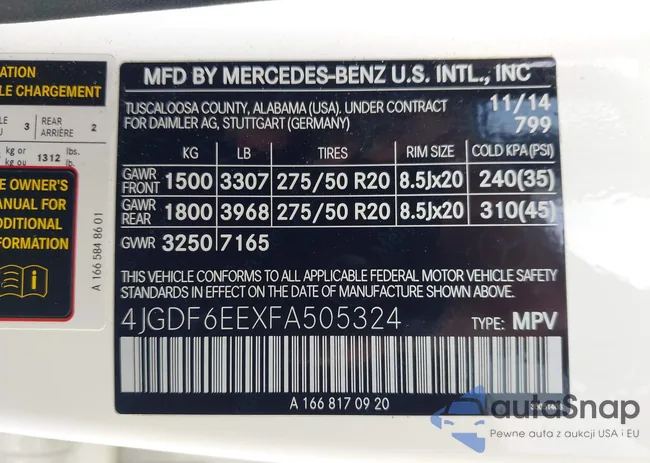 ATION
LE CHARGEMENT
3 REAR 2
ARRIÈRE
kg or 1312 lbs.
kg ou lb.
E OWNER'S
MANUAL FOR
DDITIONAL
FORMATION
A 166 584 86 01
MFD BY MERCEDES-BENZ U.S. INTL., INC
TUSCALOOSA COUNTY, ALABAMA (USA). UNDER CONTRACT 11/14
FOR DAIMLER AG, STUTTGART (GERMANY) 799
KG LB TIRES RIM SIZE COLD KPA (PSI)
GAWR FRONT 1500 3307 275/50 R20 8.5Jx20 240(35)
GAWR REAR 1800 3968 275/50 R20 8.5Jx20 310(45)
GVWR 3250 7165
THIS VEHICLE CONFORMS TO ALL APPLICABLE FEDERAL MOTOR VEHICLE SAFETY
STANDARDS IN EFFECT ON THE DATE OF MANUFACTURE SHOWN ABOVE.
4JGDF6EEXFA505324 TYPE: MPV
A 166 817 09 20
autoSnap
Pewne auta z aukcji USA i EU